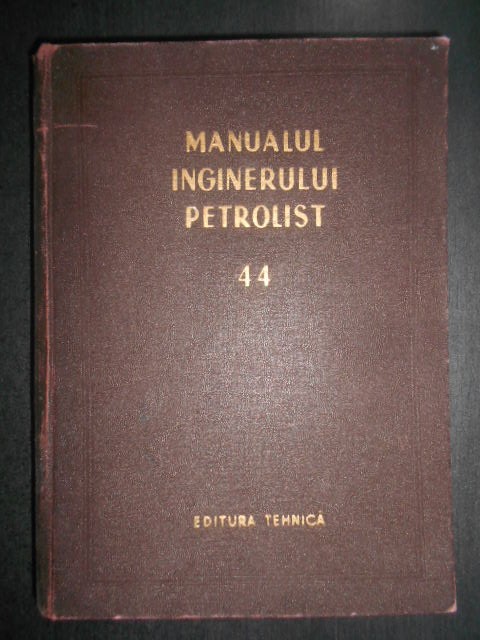 MANUALUL
INGINERULUI
PETROLIST
44
EDITURA TEHNICĂ